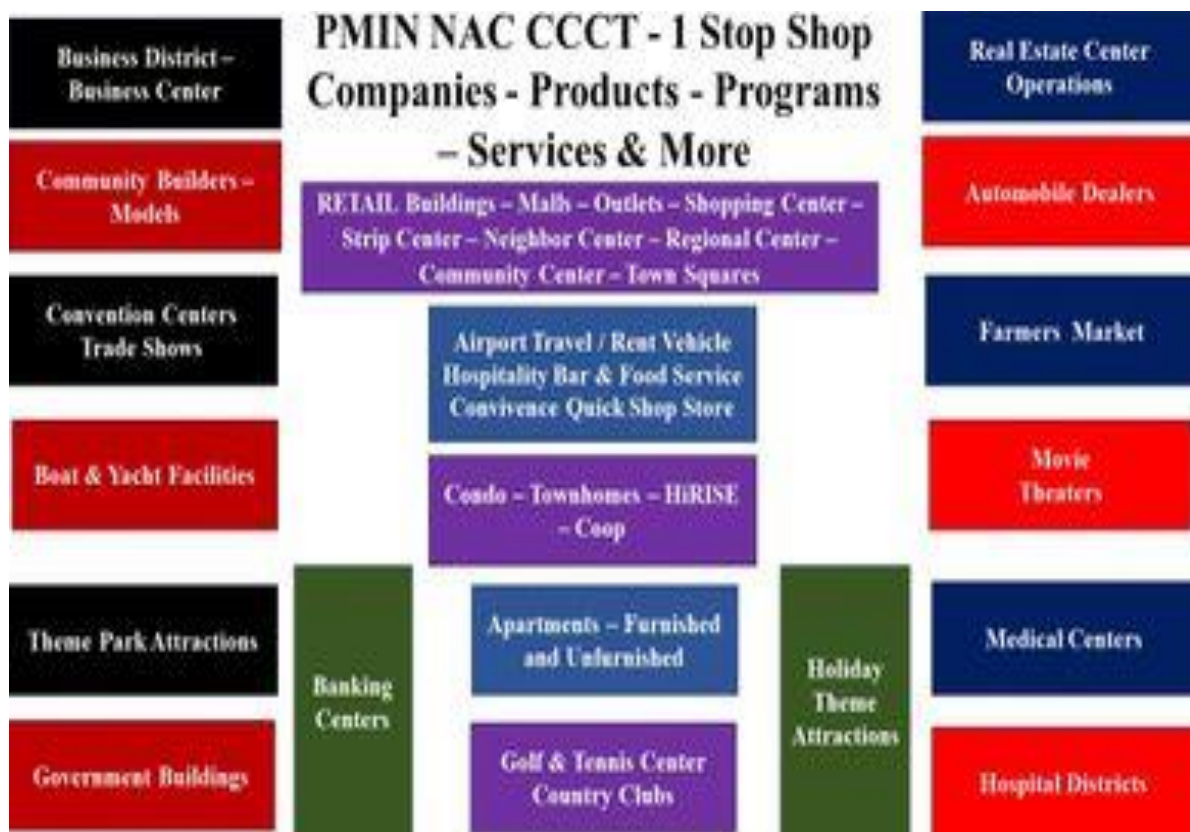 PMIN NAC CCCT - 1 Stop Shop
Companies - Products - Programs
– Services & More
Business District –
Business Center
Community Builders –
Models
Convention Centers
Trade Shows
Boat & Yacht Facilities
Theme Park Attractions
Government Buildings
RETAIL Buildings – Malls – Outlets – Shopping Center –
Strip Center – Neighbor Center – Regional Center –
Community Center – Town Squares
Airport Travel / Rent Vehicle
Hospitality Bar & Food Service
Convivence Quick Shop Store
Condo – Townhomes – HiRISE
– Coop
Banking
Centers
Apartments – Furnished
and Unfurnished
Golf & Tennis Center
Country Clubs
Holiday
Theme
Attractions
Real Estate Center
Operations
Automobile Dealers
Farmers Market
Movie
Theaters
Medical Centers
Hospital Districts